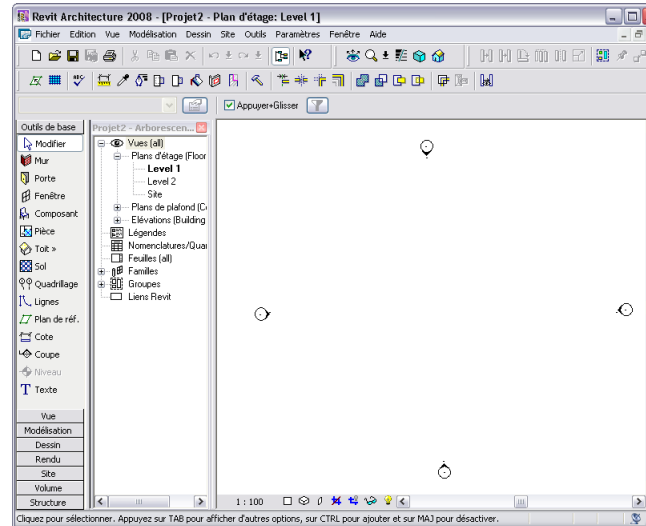 Revit Architecture 2008 - [Projet2 - Plan d'étage: Level 1]
Fichier Edition Vue Modélisation Dessin Site Outils Paramètres Fenêtre Aide
Appuyer+Glisser
Outils de base
Projet2 - Arborescen...
Modifier
Mur
Porte
Fenêtre
Composant
Pièce
Toit »
Sol
Quadrillage
Lignes
Plan de réf.
Cote
Coupe
Niveau
Texte
Vue
Modélisation
Dessin
Rendu
Site
Volume
Structure
Vues (all)
Plans d'étage (Floor
Level 1
Level 2
Site
Plans de plafond (C
Elévations (Building
Légendes
Nomenclatures/Qua
Feuilles (all)
Familles
Groupes
Liens Revit
1 : 100
Cliquez pour sélectionner. Appuyez sur TAB pour afficher d'autres options, sur CTRL pour ajouter et sur MAJ pour désactiver.